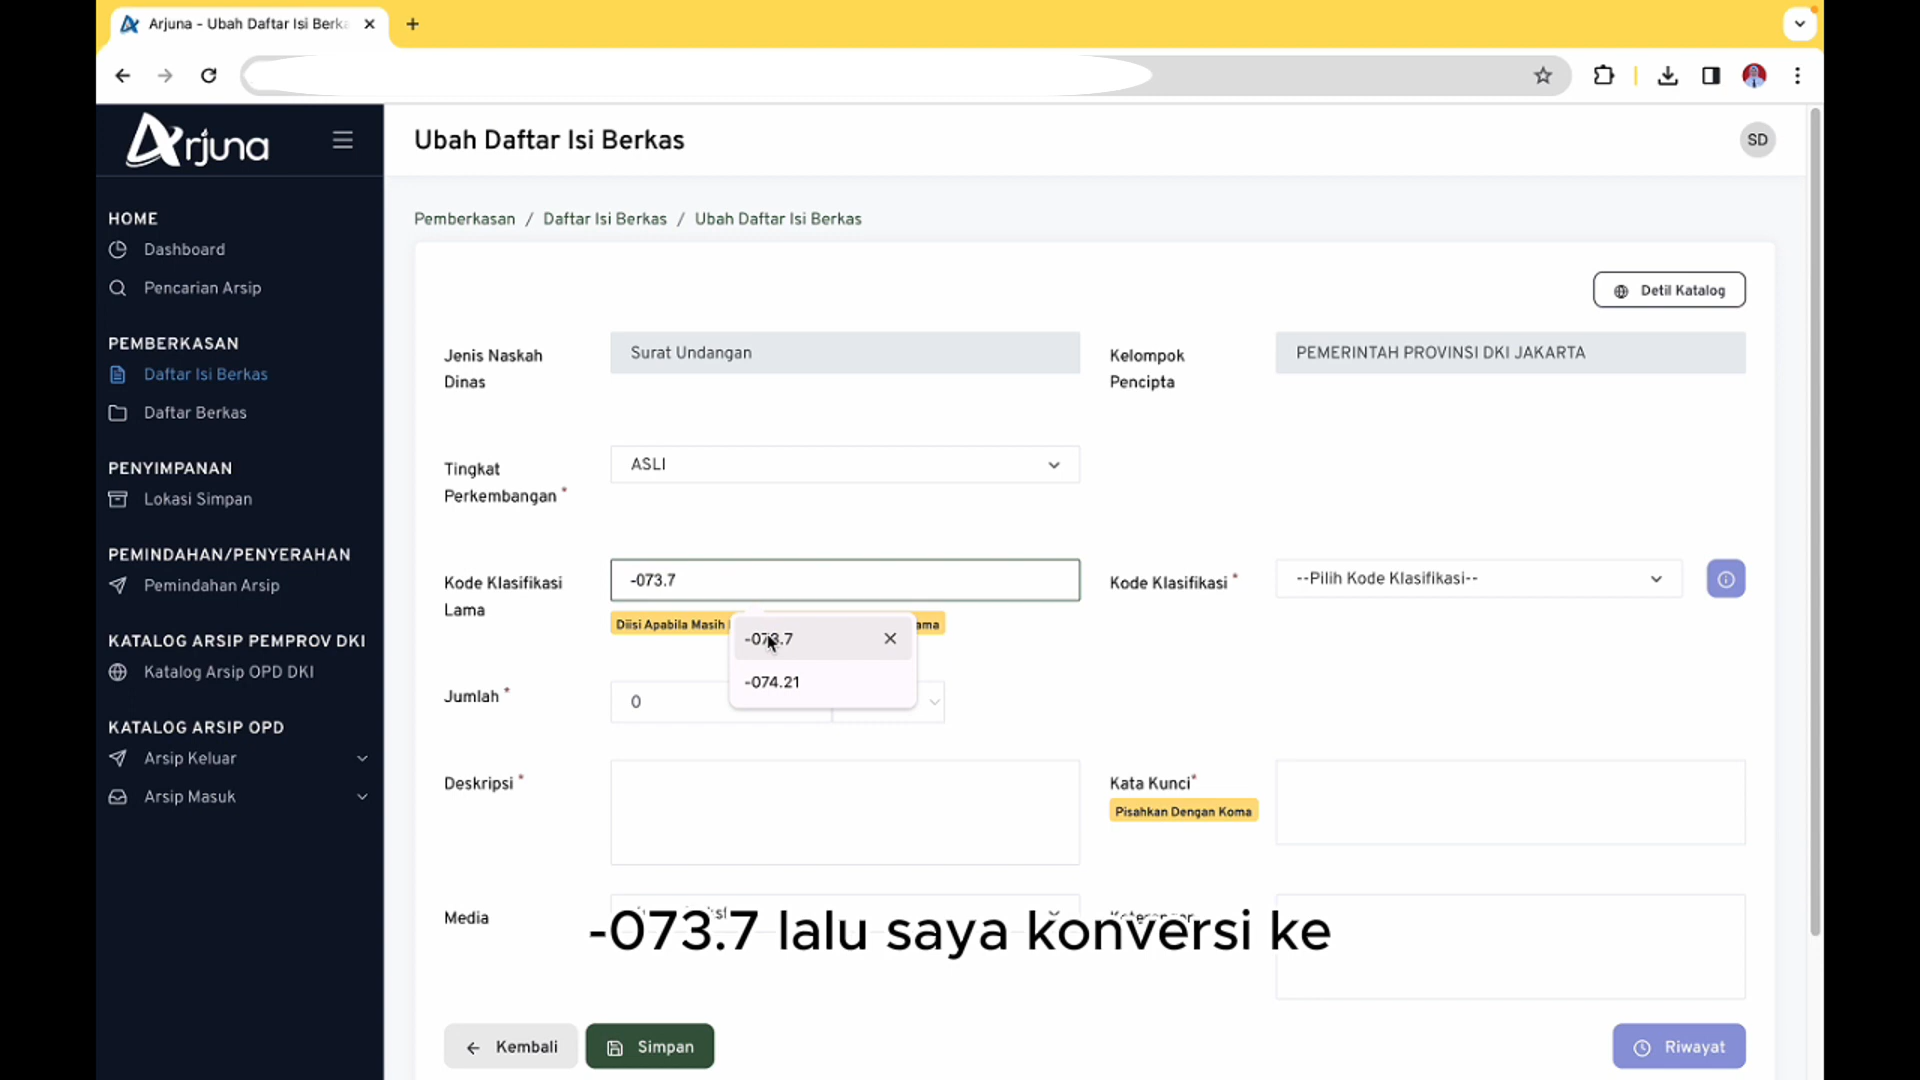 Arjuna - Ubah Daftar Isi Berka
Arjuna
Ubah Daftar Isi Berkas
SD
HOME
Dashboard
Pencarian Arsip
PEMBERKASAN
Daftar Isi Berkas
Daftar Berkas
PENYIMPANAN
Lokasi Simpan
PEMINDAHAN/PENYERAHAN
Pemindahan Arsip
KATALOG ARSIP PEMPROV DKI
Katalog Arsip OPD DKI
KATALOG ARSIP OPD
Arsip Keluar
Arsip Masuk
Pemberkasan / Daftar Isi Berkas / Ubah Daftar Isi Berkas
Detil Katalog
Jenis Naskah
Dinas
Surat Undangan
Kelompok
Pencipta
PEMERINTAH PROVINSI DKI JAKARTA
Tingkat
Perkembangan *
ASLI
Kode Klasifikasi
Lama
-073.7
Diisi Apabila Masih
ama
-073.7
-074.21
Kode Klasifikasi *
--Pilih Kode Klasifikasi--
Jumlah *
0
Deskripsi *
Kata Kunci*
Pisahkan Dengan Koma
Media
-073.7 lalu saya konversi ke
Kembali
Simpan
Riwayat